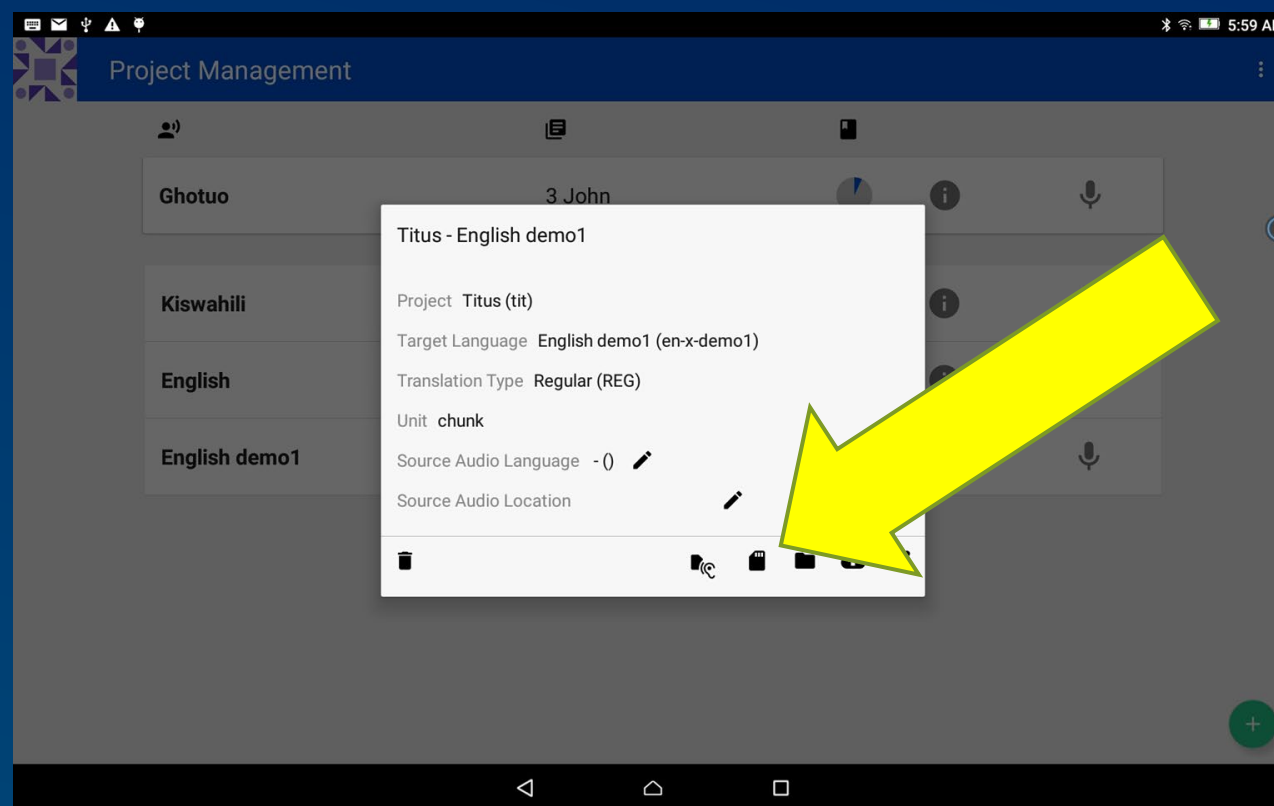 5:59 A
Project Management
Ghotuo 3 John
Titus - English demo1
Project Titus (tit)
Kiswahili
Target Language English demo1 (en-x-demo1)
English
Translation Type Regular (REG)
Unit chunk
English demo1
Source Audio Language - ()
Source Audio Location